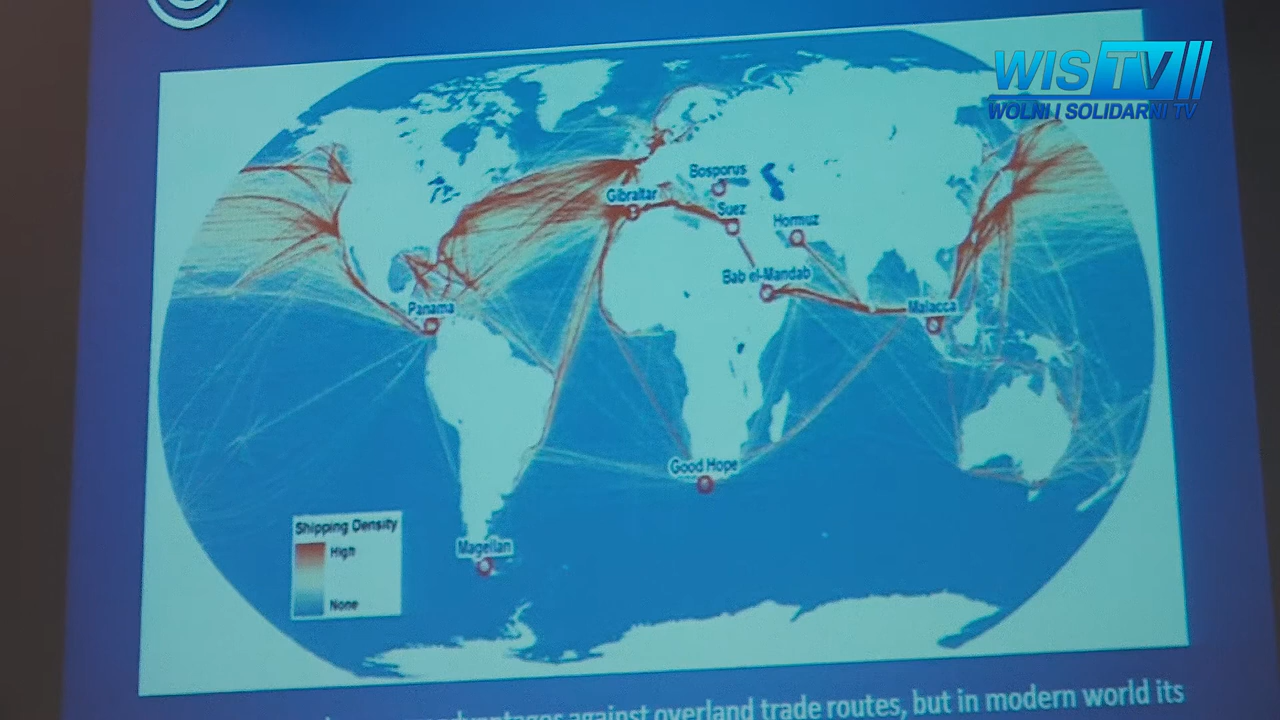 WIS TV
WOLNI I SOLIDARNI TV
Bosporus
Gibraltar
Suez
Hormuz
Bab el-Mandab
Panama
Malacca
Good Hope
Shipping Density
High
None
Magellan
against overland trade routes, but in modern world its